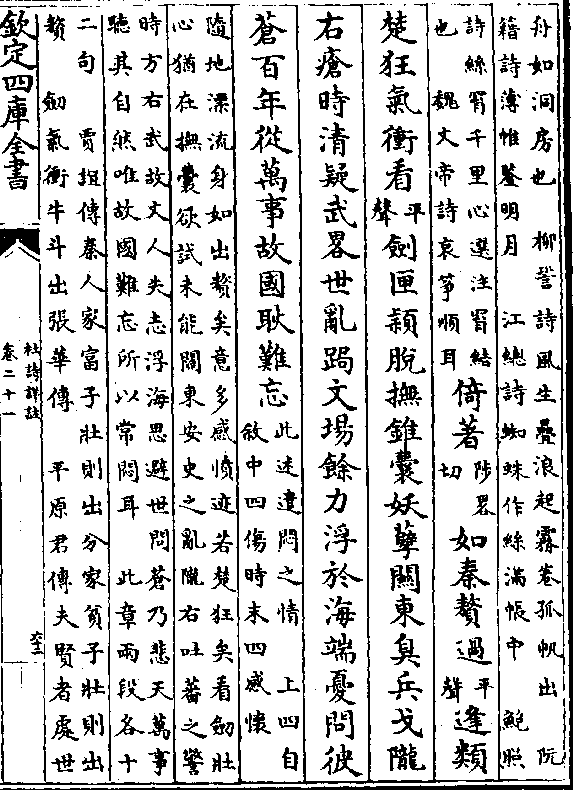 舟如洞房也　柳䛒詩風生疊浪起霧卷孤帆出　阮
籍詩薄帷鑒明月　江總詩蜘蛛作絲滿帳中　鮑照
詩絲罥千里心選注罥結
也　魏文帝詩哀箏順耳
倚著陟畧切如秦贅過平聲逢類
楚狂氣衝看平聲劍匣穎脫撫錐囊妖孽關東臭兵戈隴
右瘡時清疑武畧世亂跼文場餘力浮於海端憂問彼
蒼百年從萬事故國耿難忘
此述遣悶之情　上四自
敘中四傷時末四感懷
隨地漂流身如出贅矣意多感憤迹若楚狂矣看劒壯
心猶在撫囊欲試未能關東安史之亂隴右吐蕃之警
時方右武故文人失志浮海思避世問蒼乃悲天萬事
聽其自然唯故國難忘所以常悶耳　此章兩段各十
二句　賈誼傳秦人家富子壯則出分家貧子壯則出
贅　劒氣衝牛斗出張華傳　平原君傳夫賢者處世
欽定四庫全書
杜詩詳註
卷二十一